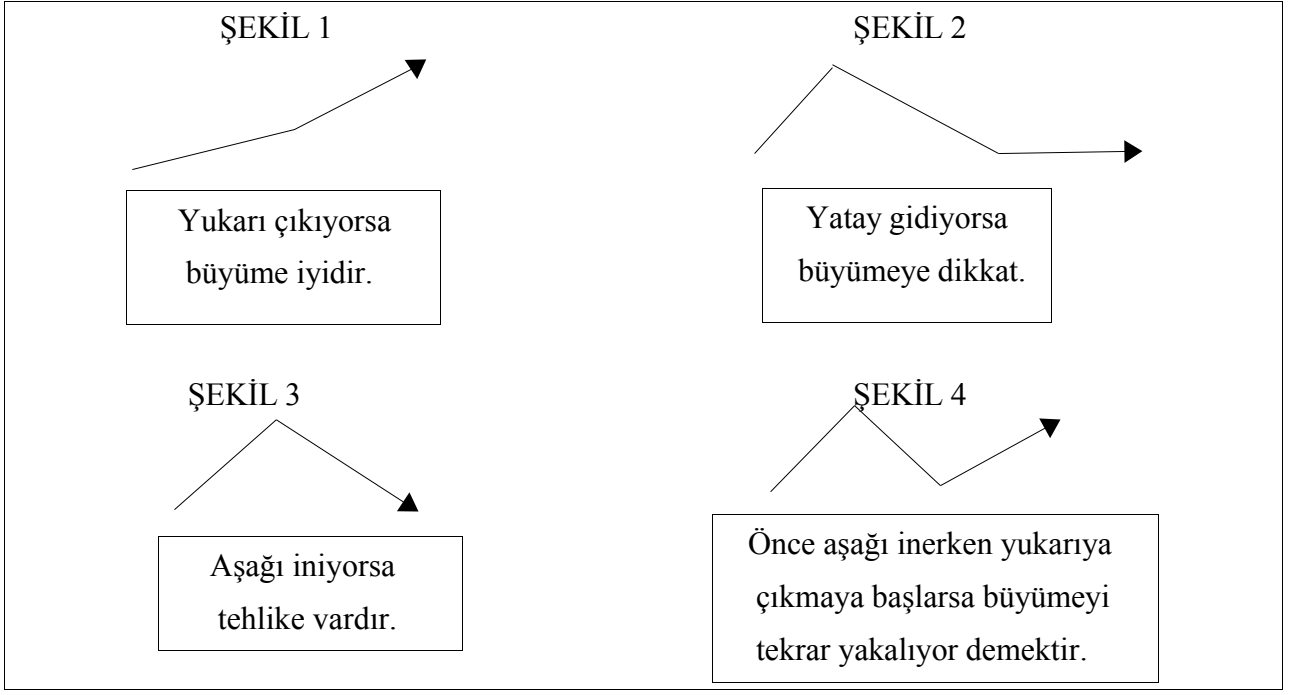 ŞEKİL 1
Yukarı çıkıyorsa
büyüme iyidir.
ŞEKİL 2
Yatay gidiyorsa
büyümeye dikkat.
ŞEKİL 3
Aşağı iniyorsa
tehlike vardır.
ŞEKİL 4
Önce aşağı inerken yukarıya
çıkmaya başlarsa büyümeyi
tekrar yakalıyor demektir.